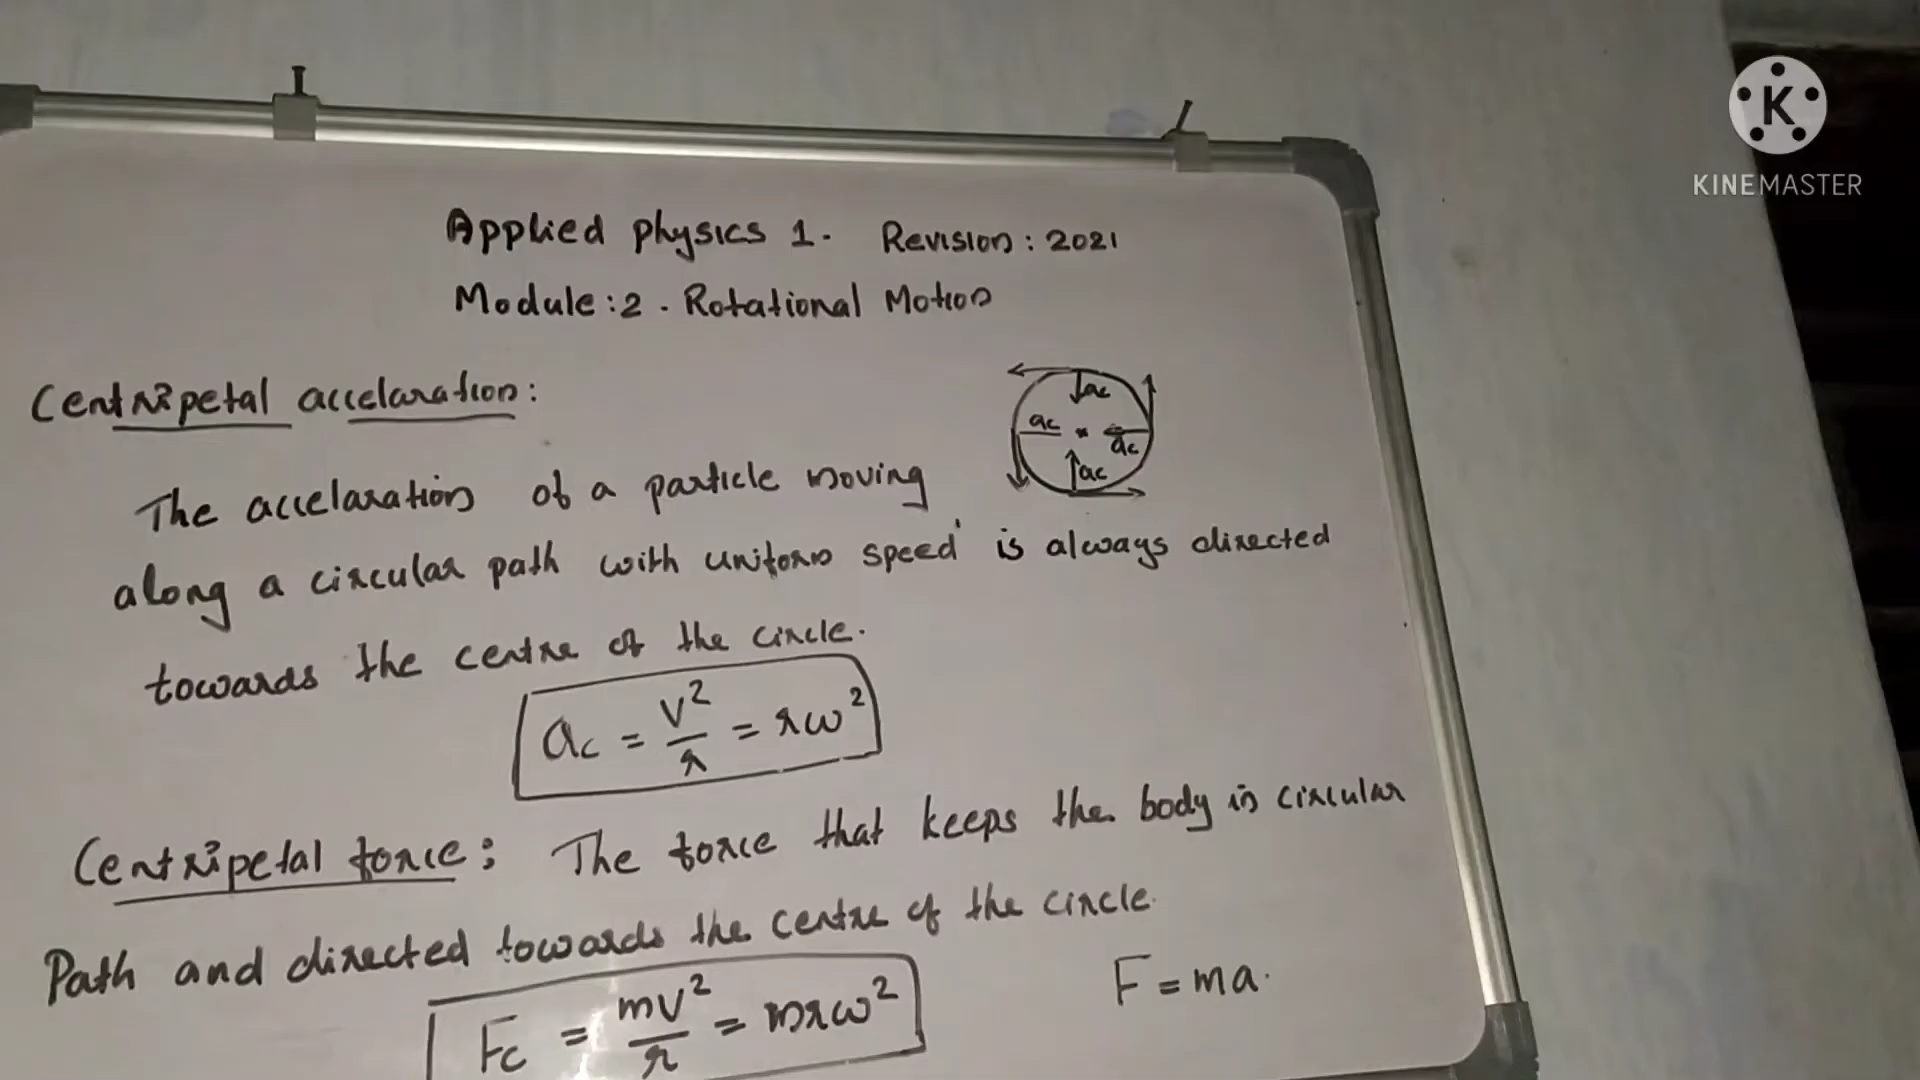 KINEMASTER
Applied physics 1. Revision: 2021
Module:2. Rotational Motion
Centripetal accelaration:
ac
ac
ac
ac
The accelaration of a particle moving
along a circular path with uniform speed is always directed
towards the centre of the circle.
ac = v²/r = rω²
Centripetal force: The force that keeps the body in circular
Path and directed towards the centre of the circle.
F = ma.
Fc = mv²/r = mrω²